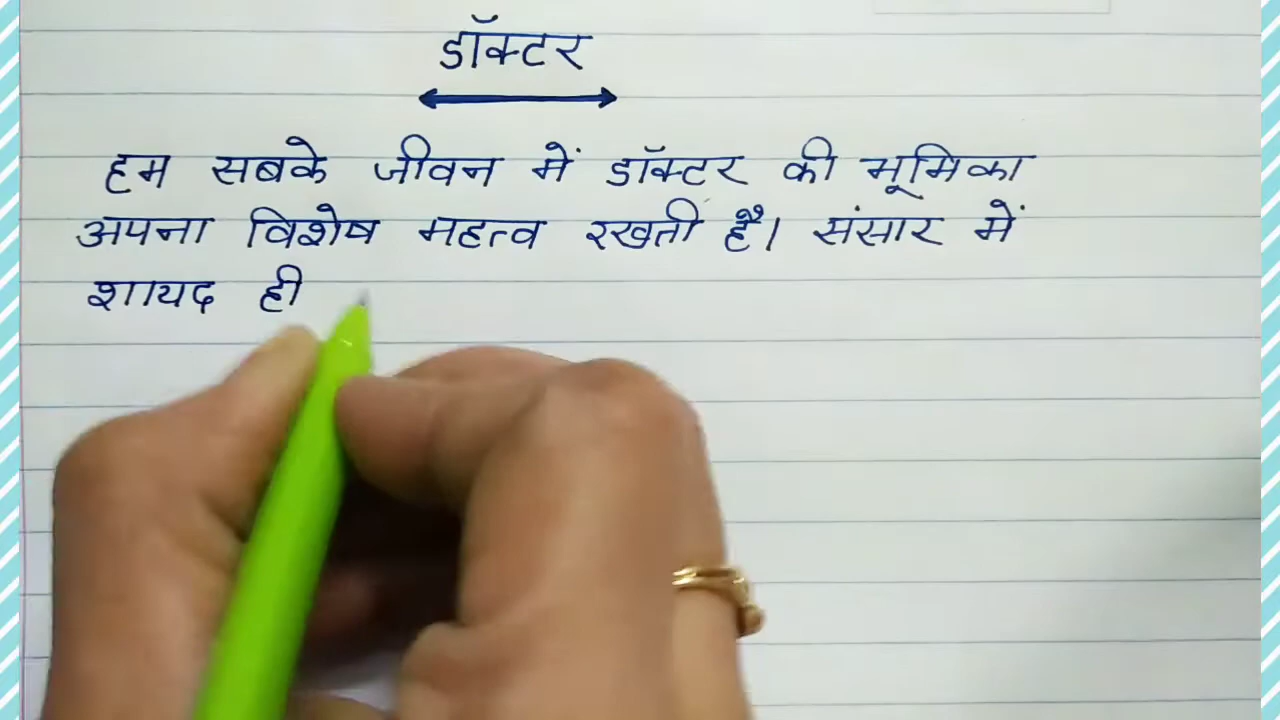 डॉक्टर
हम सबके जीवन में डॉक्टर की भूमिका
अपना विशेष महत्व रखती है। संसार में
शायद ही